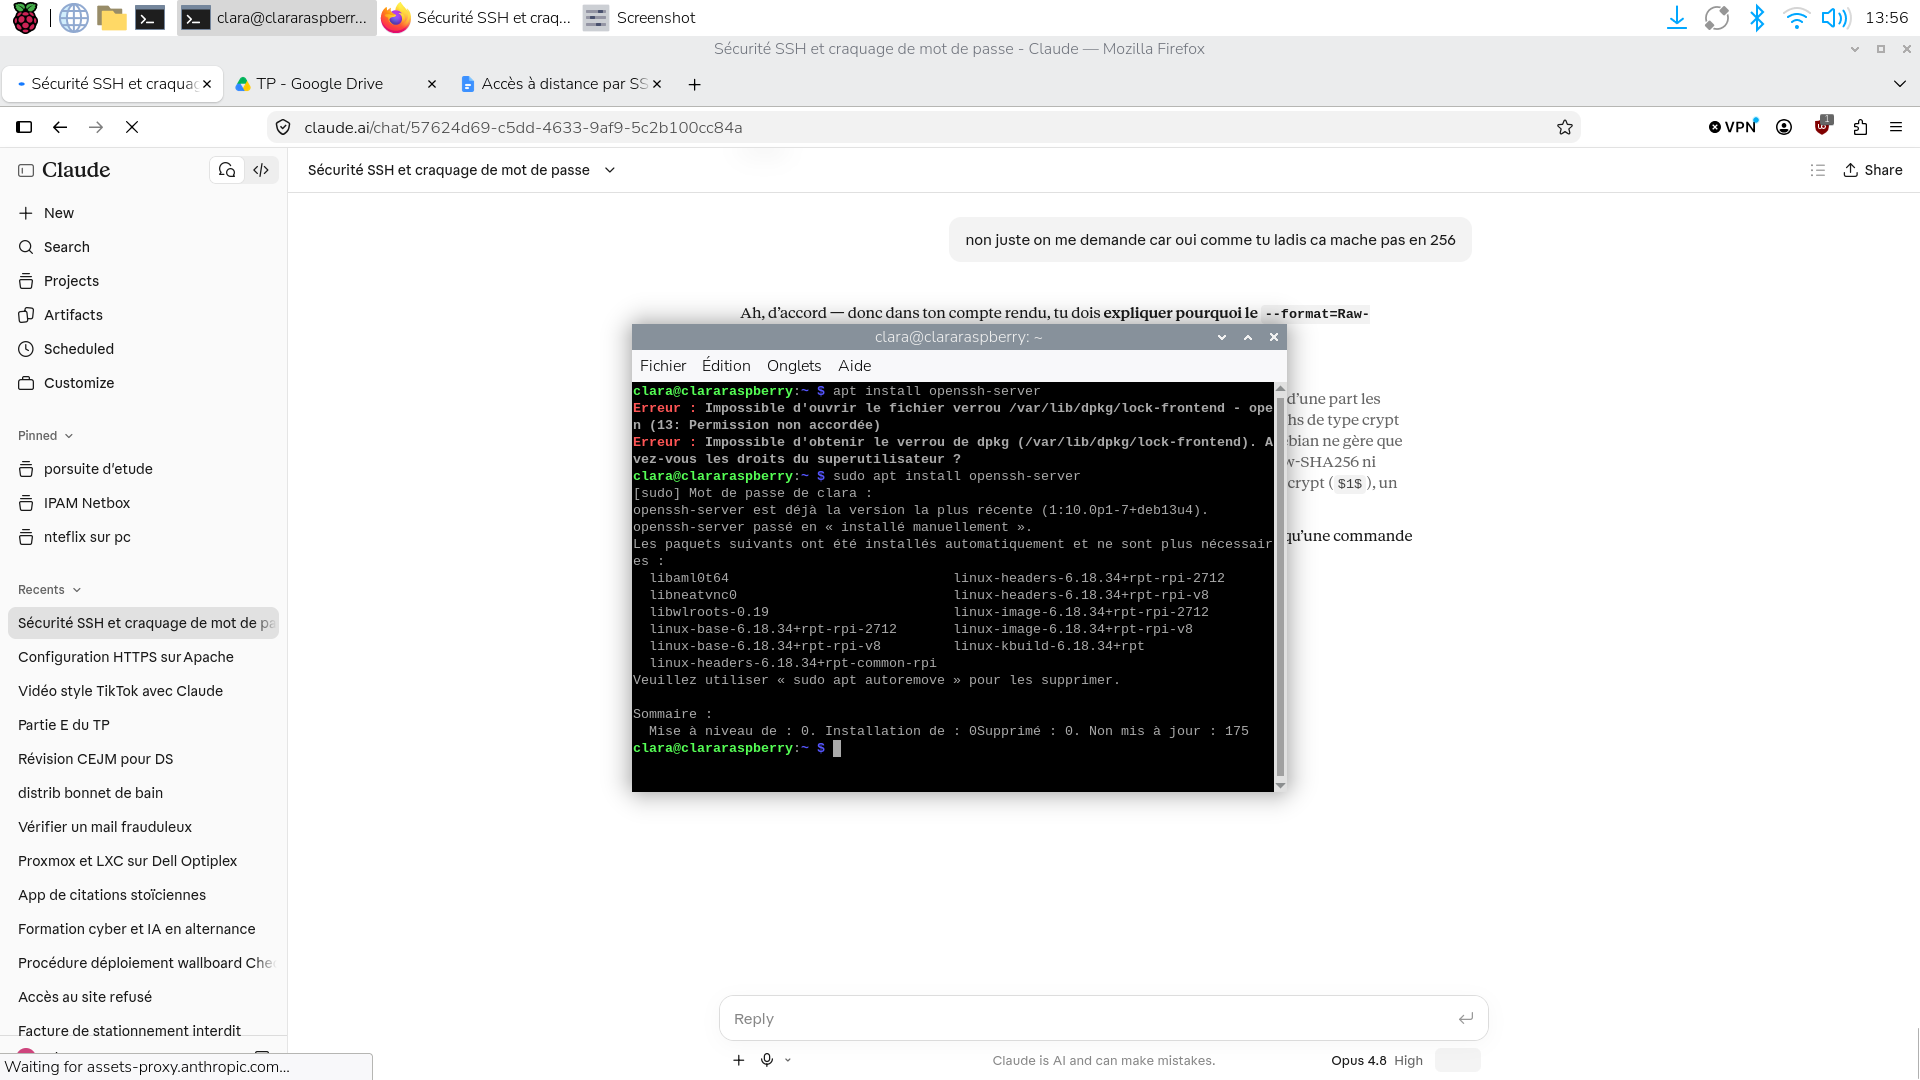 clara@clararaspberr...
Sécurité SSH et craq...
Screenshot
13:56
Sécurité SSH et craquage de mot de passe - Claude — Mozilla Firefox
Sécurité SSH et craquag
TP - Google Drive
Accès à distance par SS
claude.ai/chat/57624d69-c5dd-4633-9af9-5c2b100cc84a
VPN
1
Claude
Sécurité SSH et craquage de mot de passe
Share
New
Search
Projects
Artifacts
Scheduled
Customize
Pinned
porsuite d'etude
IPAM Netbox
nteflix sur pc
Recents
Sécurité SSH et craquage de mot de pa
Configuration HTTPS sur Apache
Vidéo style TikTok avec Claude
Partie E du TP
Révision CEJM pour DS
distrib bonnet de bain
Vérifier un mail frauduleux
Proxmox et LXC sur Dell Optiplex
App de citations stoïciennes
Formation cyber et IA en alternance
Procédure déploiement wallboard Chec
Accès au site refusé
Facture de stationnement interdit
Waiting for assets-proxy.anthropic.com...
non juste on me demande car oui comme tu ladis ca mache pas en 256
Ah, d'accord — donc dans ton compte rendu, tu dois expliquer pourquoi le --format=Raw-
d'une part les
hs de type crypt
ebian ne gère que
w-SHA256 ni
crypt ( $1$ ), un
qu'une commande
clara@clararaspberry: ~
Fichier Édition Onglets Aide
clara@clararaspberry:~ $ apt install openssh-server
Erreur : Impossible d'ouvrir le fichier verrou /var/lib/dpkg/lock-frontend - ope
n (13: Permission non accordée)
Erreur : Impossible d'obtenir le verrou de dpkg (/var/lib/dpkg/lock-frontend). A
vez-vous les droits du superutilisateur ?
clara@clararaspberry:~ $ sudo apt install openssh-server
[sudo] Mot de passe de clara :
openssh-server est déjà la version la plus récente (1:10.0p1-7+deb13u4).
openssh-server passé en « installé manuellement ».
Les paquets suivants ont été installés automatiquement et ne sont plus nécessair
es :
libaml0t64 linux-headers-6.18.34+rpt-rpi-2712
libneatvnc0 linux-headers-6.18.34+rpt-rpi-v8
libwlroots-0.19 linux-image-6.18.34+rpt-rpi-2712
linux-base-6.18.34+rpt-rpi-2712 linux-image-6.18.34+rpt-rpi-v8
linux-base-6.18.34+rpt-rpi-v8 linux-kbuild-6.18.34+rpt
linux-headers-6.18.34+rpt-common-rpi
Veuillez utiliser « sudo apt autoremove » pour les supprimer.
Sommaire :
Mise à niveau de : 0. Installation de : 0Supprimé : 0. Non mis à jour : 175
clara@clararaspberry:~ $
Reply
Claude is AI and can make mistakes.
Opus 4.8 High